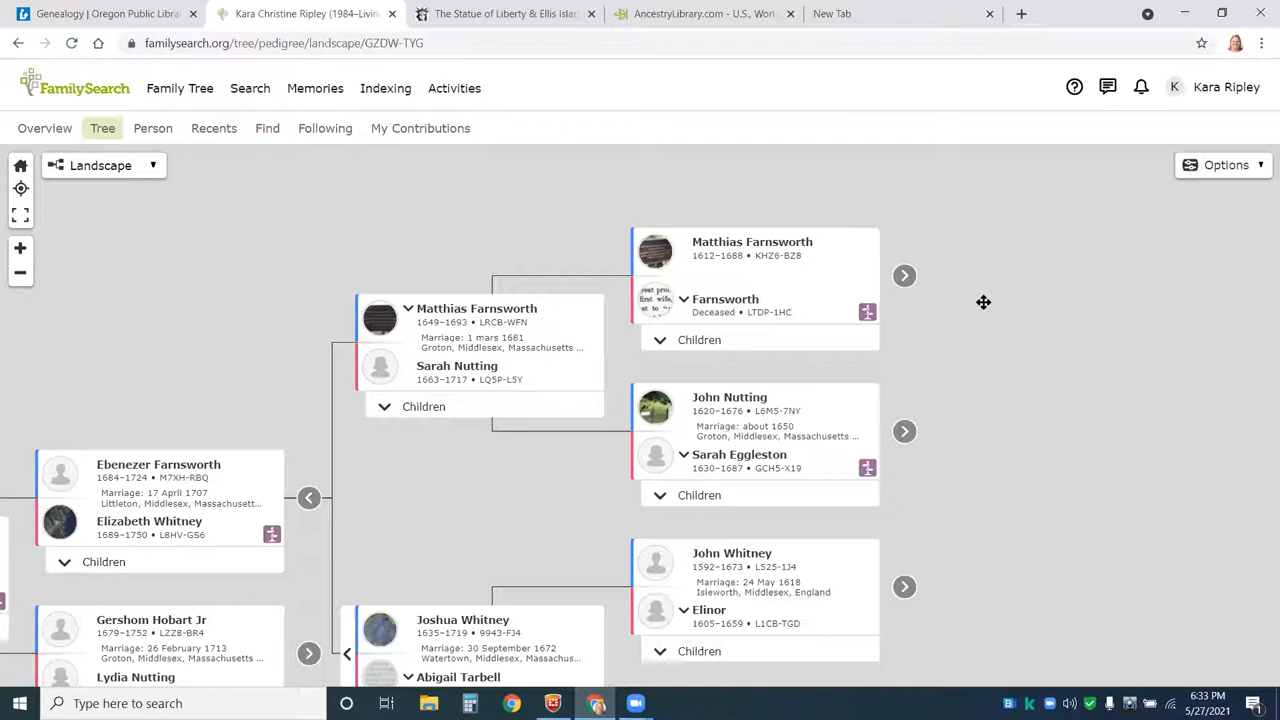 Genealogy | Oregon Public Librar
Kara Christine Ripley (1984–Livin
The Statue of Liberty & Ellis Islan
AncestryLibrary.com - U.S., Worl
New Tab
familysearch.org/tree/pedigree/landscape/GZDW-TYG
FamilySearch
Family Tree
Search
Memories
Indexing
Activities
K
Kara Ripley
Overview
Tree
Person
Recents
Find
Following
My Contributions
Landscape
Options
Matthias Farnsworth
1612–1688 • KHZ6-BZ8
Farnsworth
Deceased • LTDP-1HC
Children
Matthias Farnsworth
1649–1693 • LRCB-WFN
Marriage: 1 mars 1681
Groton, Middlesex, Massachusetts ...
Sarah Nutting
1663–1717 • LQ5P-L5Y
Children
John Nutting
1620–1676 • L6M5-7NY
Marriage: about 1650
Groton, Middlesex, Massachusetts ...
Sarah Eggleston
1630–1687 • GCH5-X19
Children
Ebenezer Farnsworth
1684–1724 • M7XH-RBQ
Marriage: 17 April 1707
Littleton, Middlesex, Massachusett...
Elizabeth Whitney
1689–1750 • L8HV-GS6
Children
John Whitney
1592–1673 • L525-1J4
Marriage: 24 May 1618
Isleworth, Middlesex, England
Elinor
1605–1659 • L1CB-TGD
Children
Gershom Hobart Jr
1679–1752 • LZZ8-BR4
Marriage: 26 February 1713
Groton, Middlesex, Massachusetts ...
Lydia Nutting
Joshua Whitney
1635–1719 • 9943-FJ4
Marriage: 30 September 1672
Watertown, Middlesex, Massachus...
Abigail Tarbell
Type here to search
6:33 PM
5/27/2021